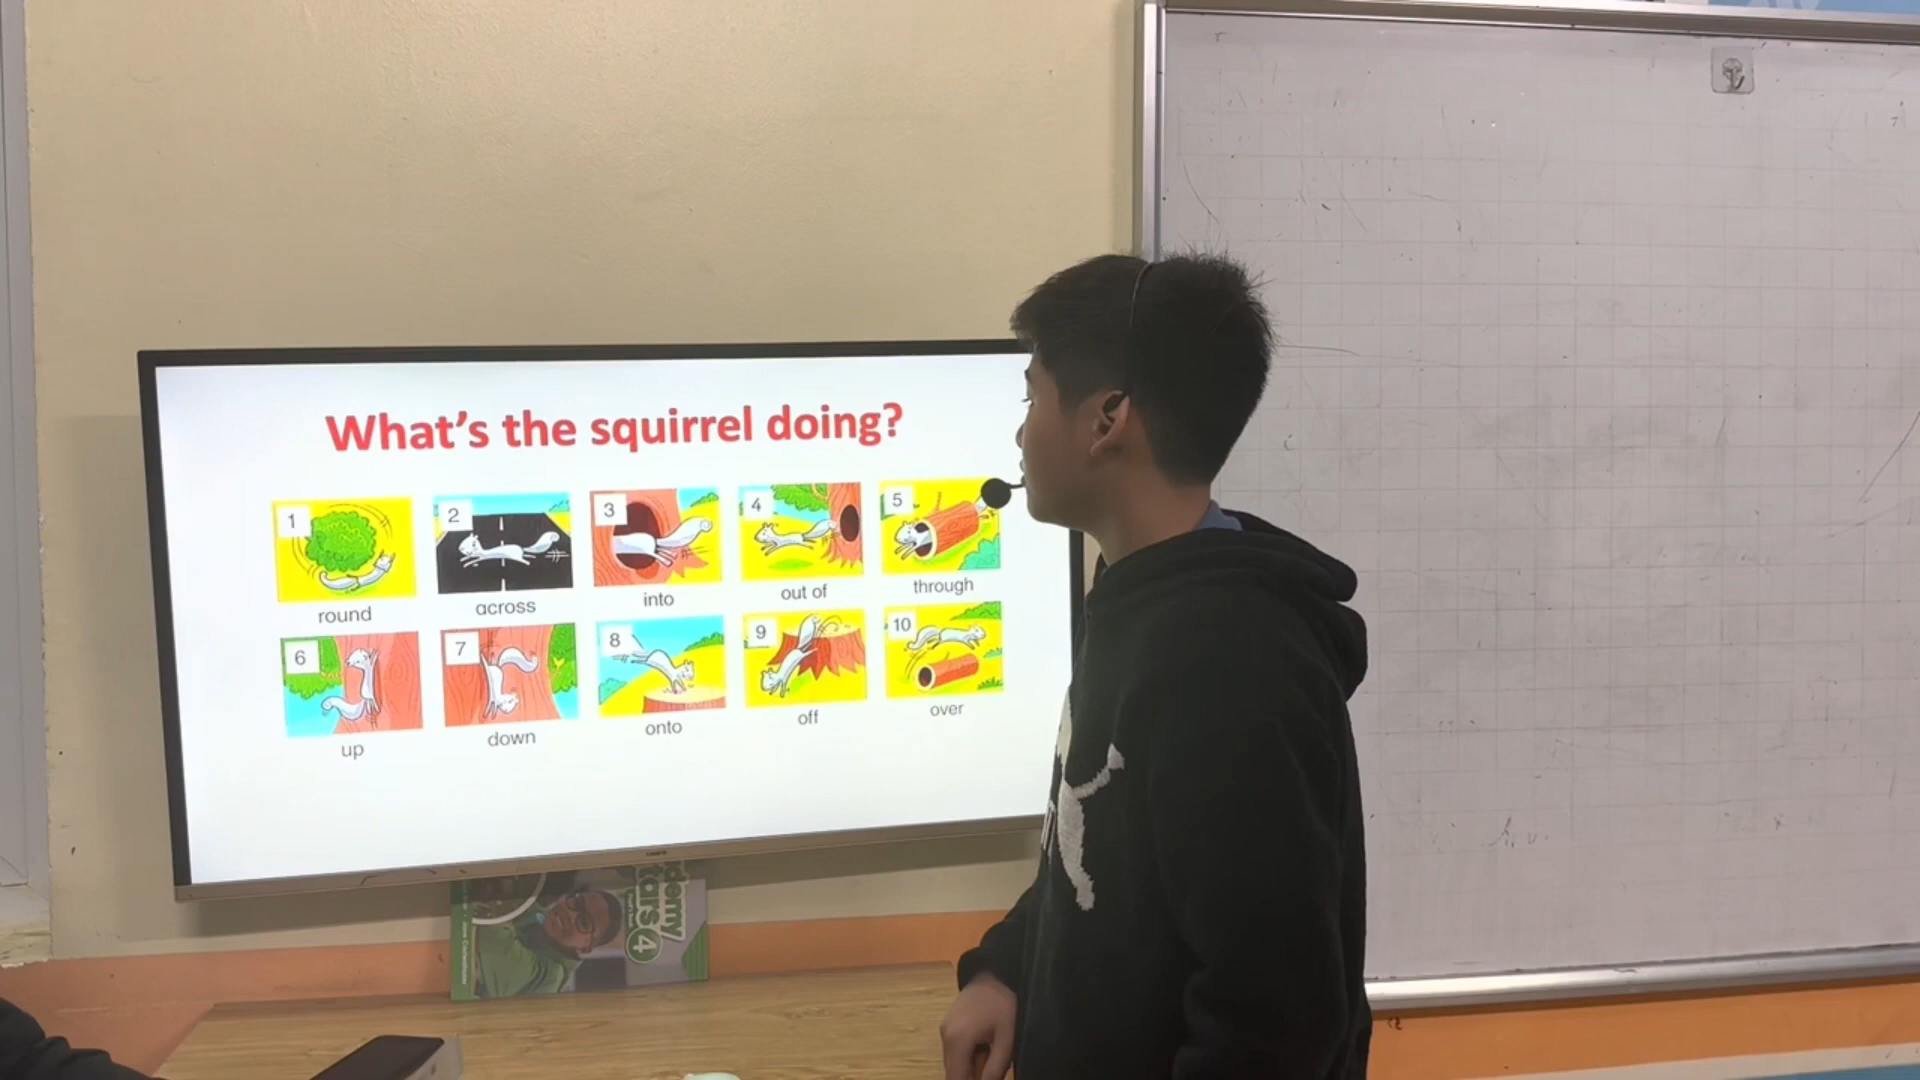 What's the squirrel doing?
1 2 3 4 5
round across into out of through
6 7 8 9 10
up down onto off over
4